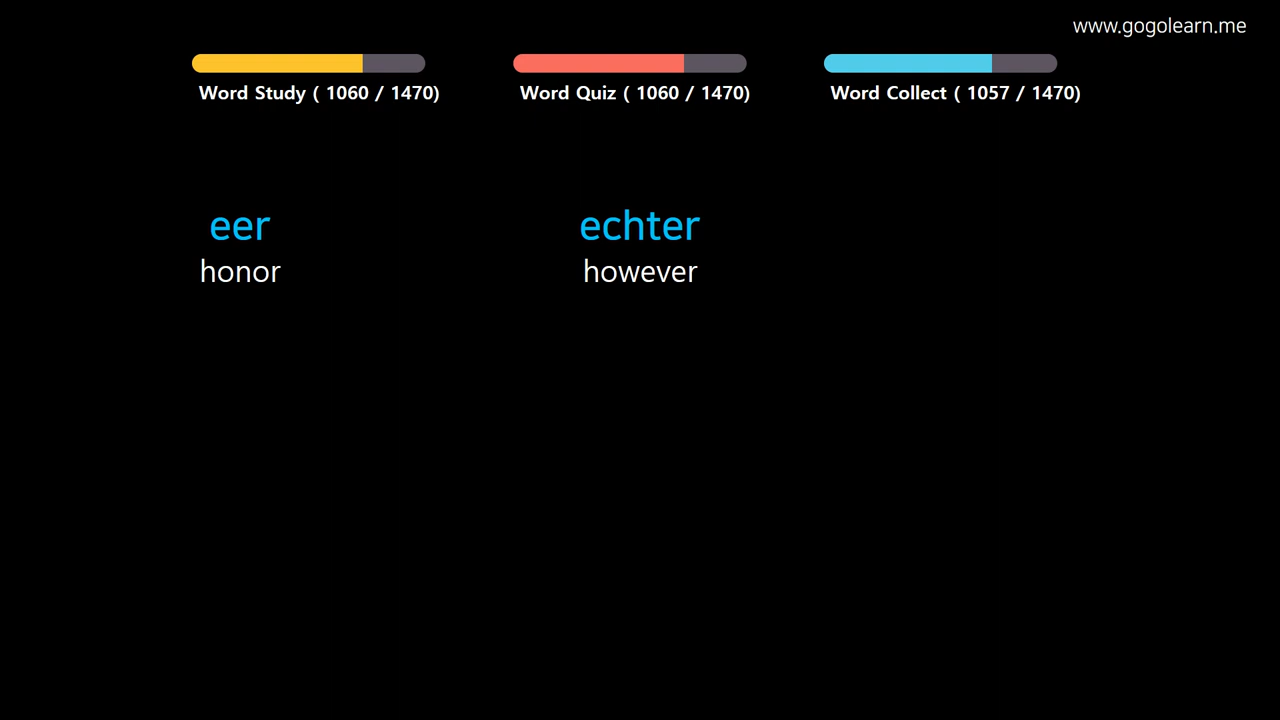 www.gogolearn.me
Word Study ( 1060 / 1470)
Word Quiz ( 1060 / 1470)
Word Collect ( 1057 / 1470)
eer
honor
echter
however